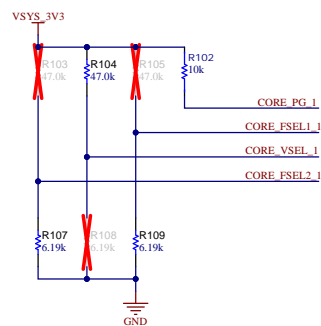 VSYS_3V3
R103
47.0k
R104
47.0k
R105
47.0k
R102
10k
CORE_PG_1
CORE_FSEL1_1
CORE_VSEL_1
CORE_FSEL2_1
R107
6.19k
R108
6.19k
R109
6.19k
GND